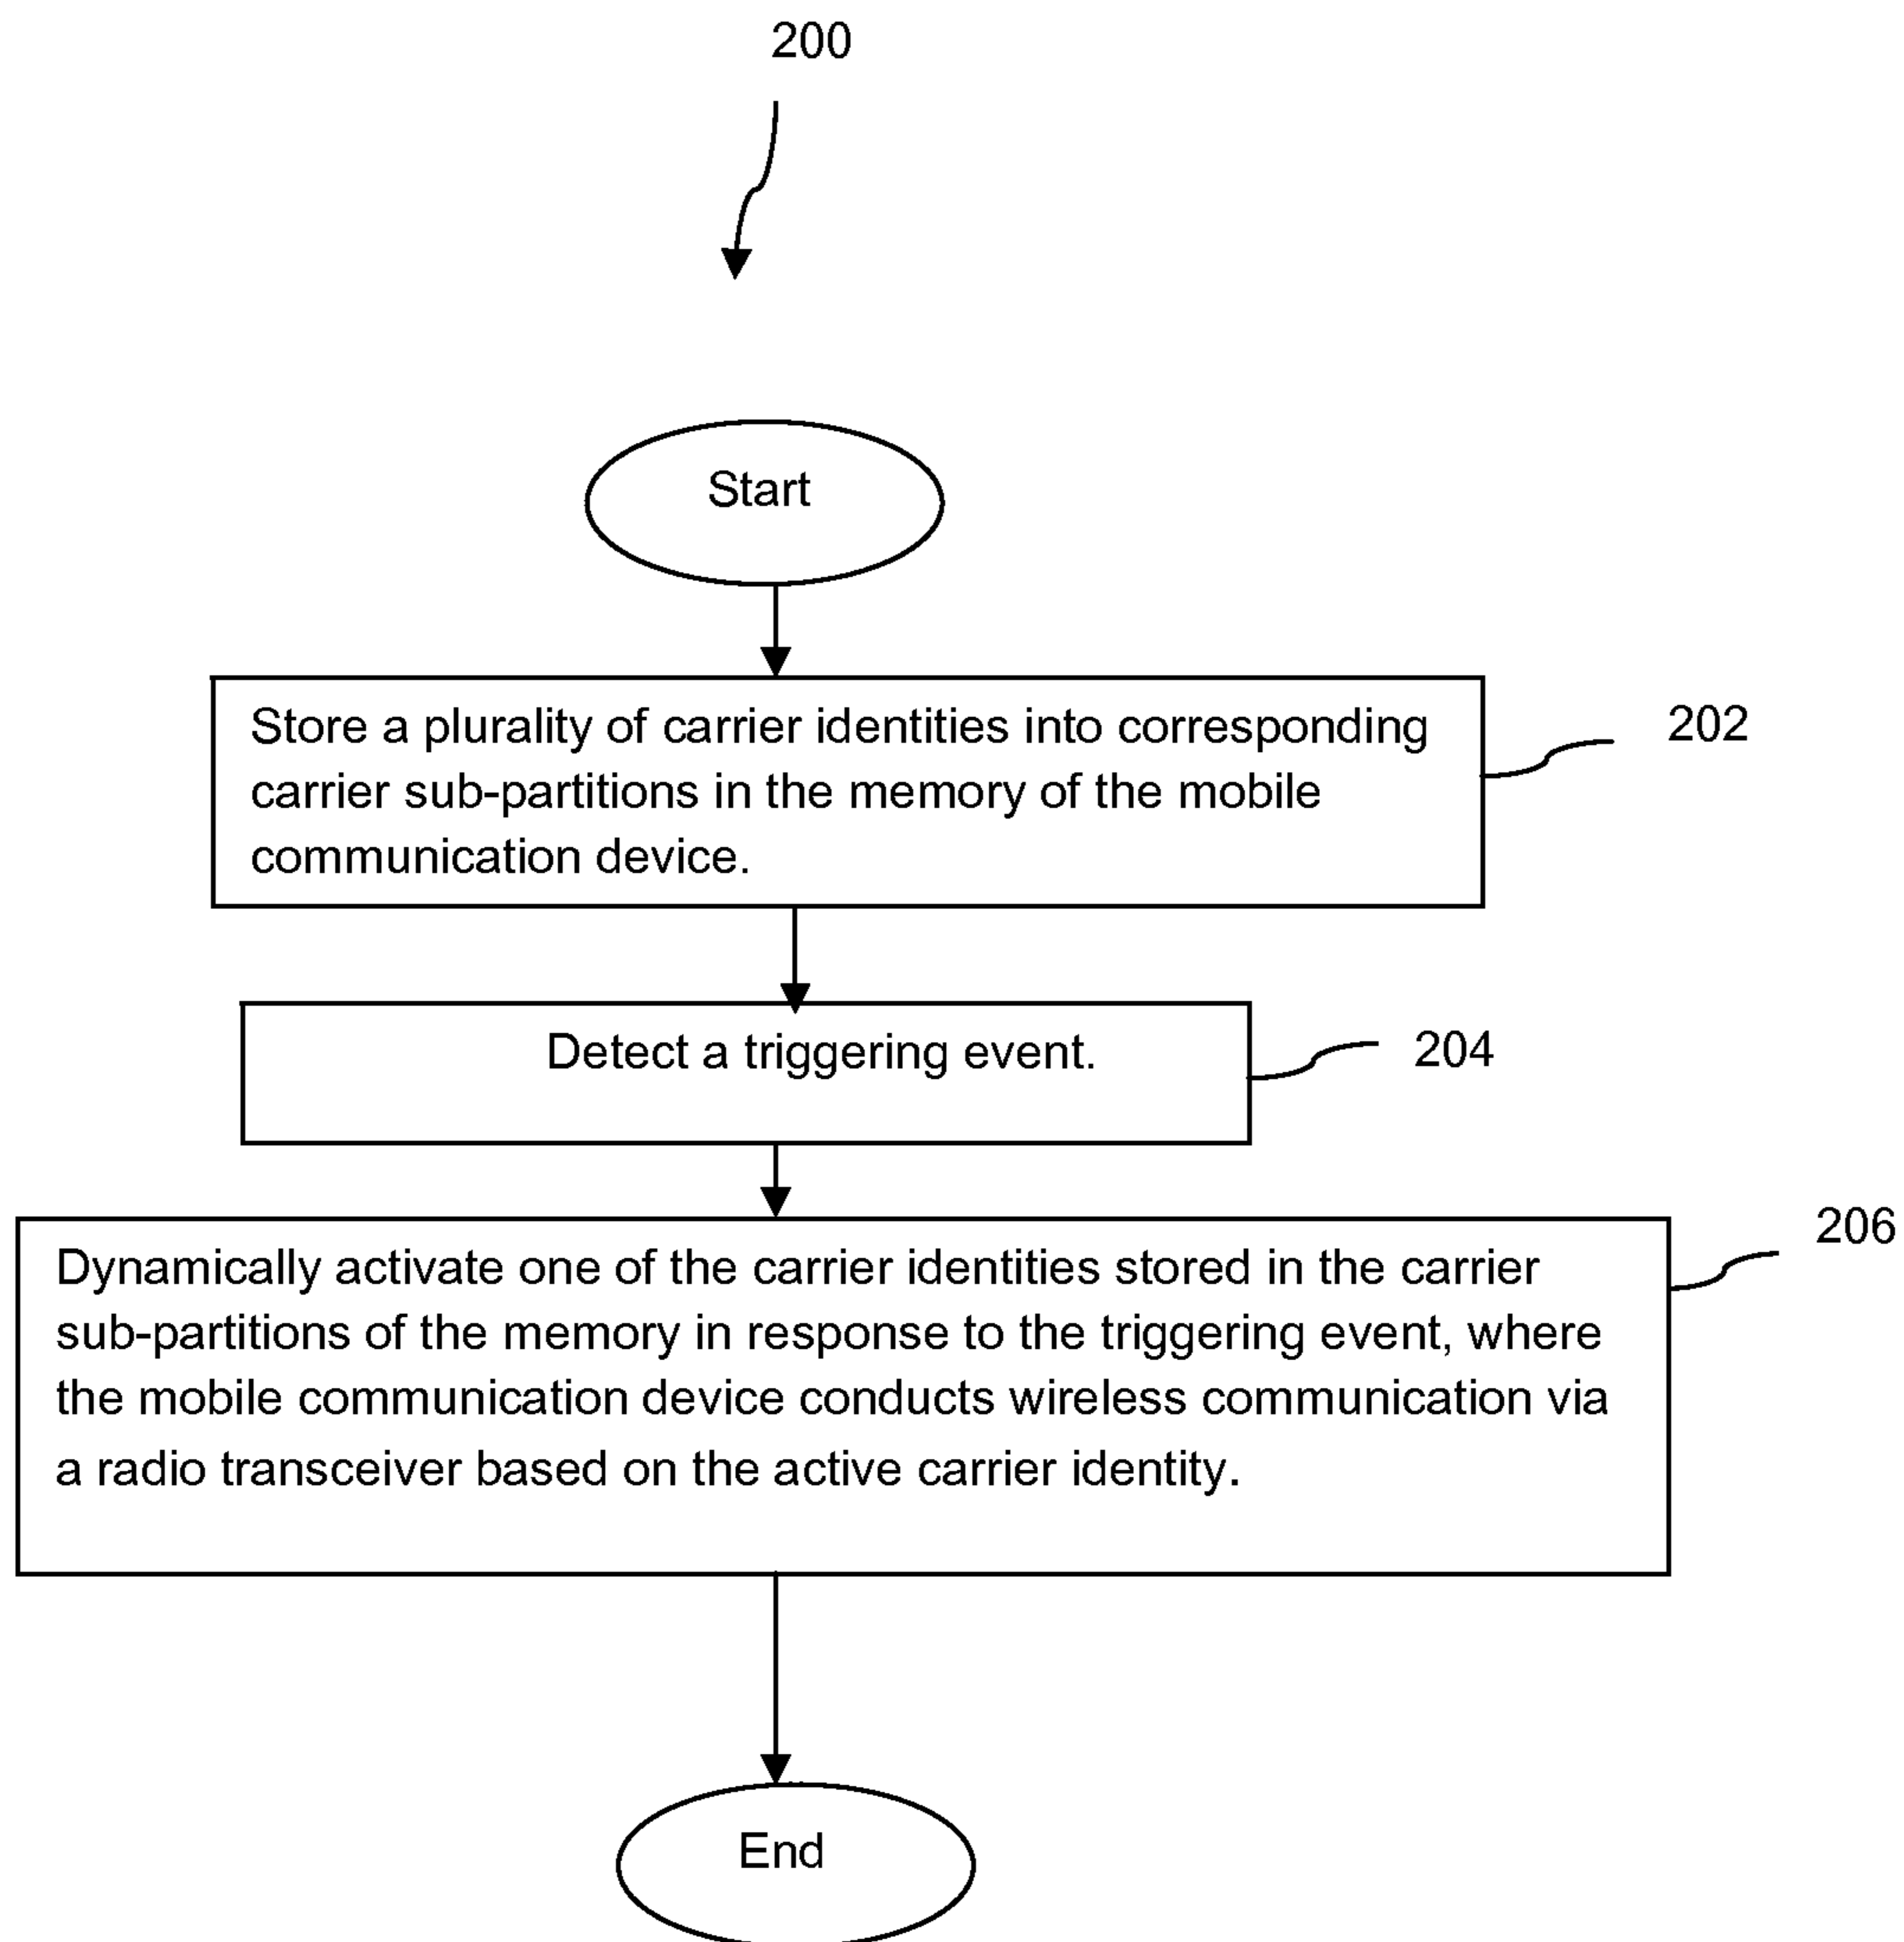 200
Start
Store a plurality of carrier identities into corresponding
carrier sub-partitions in the memory of the mobile
communication device.
202
Detect a triggering event.
204
206
Dynamically activate one of the carrier identities stored in the carrier
sub-partitions of the memory in response to the triggering event, where
the mobile communication device conducts wireless communication via
a radio transceiver based on the active carrier identity.
End